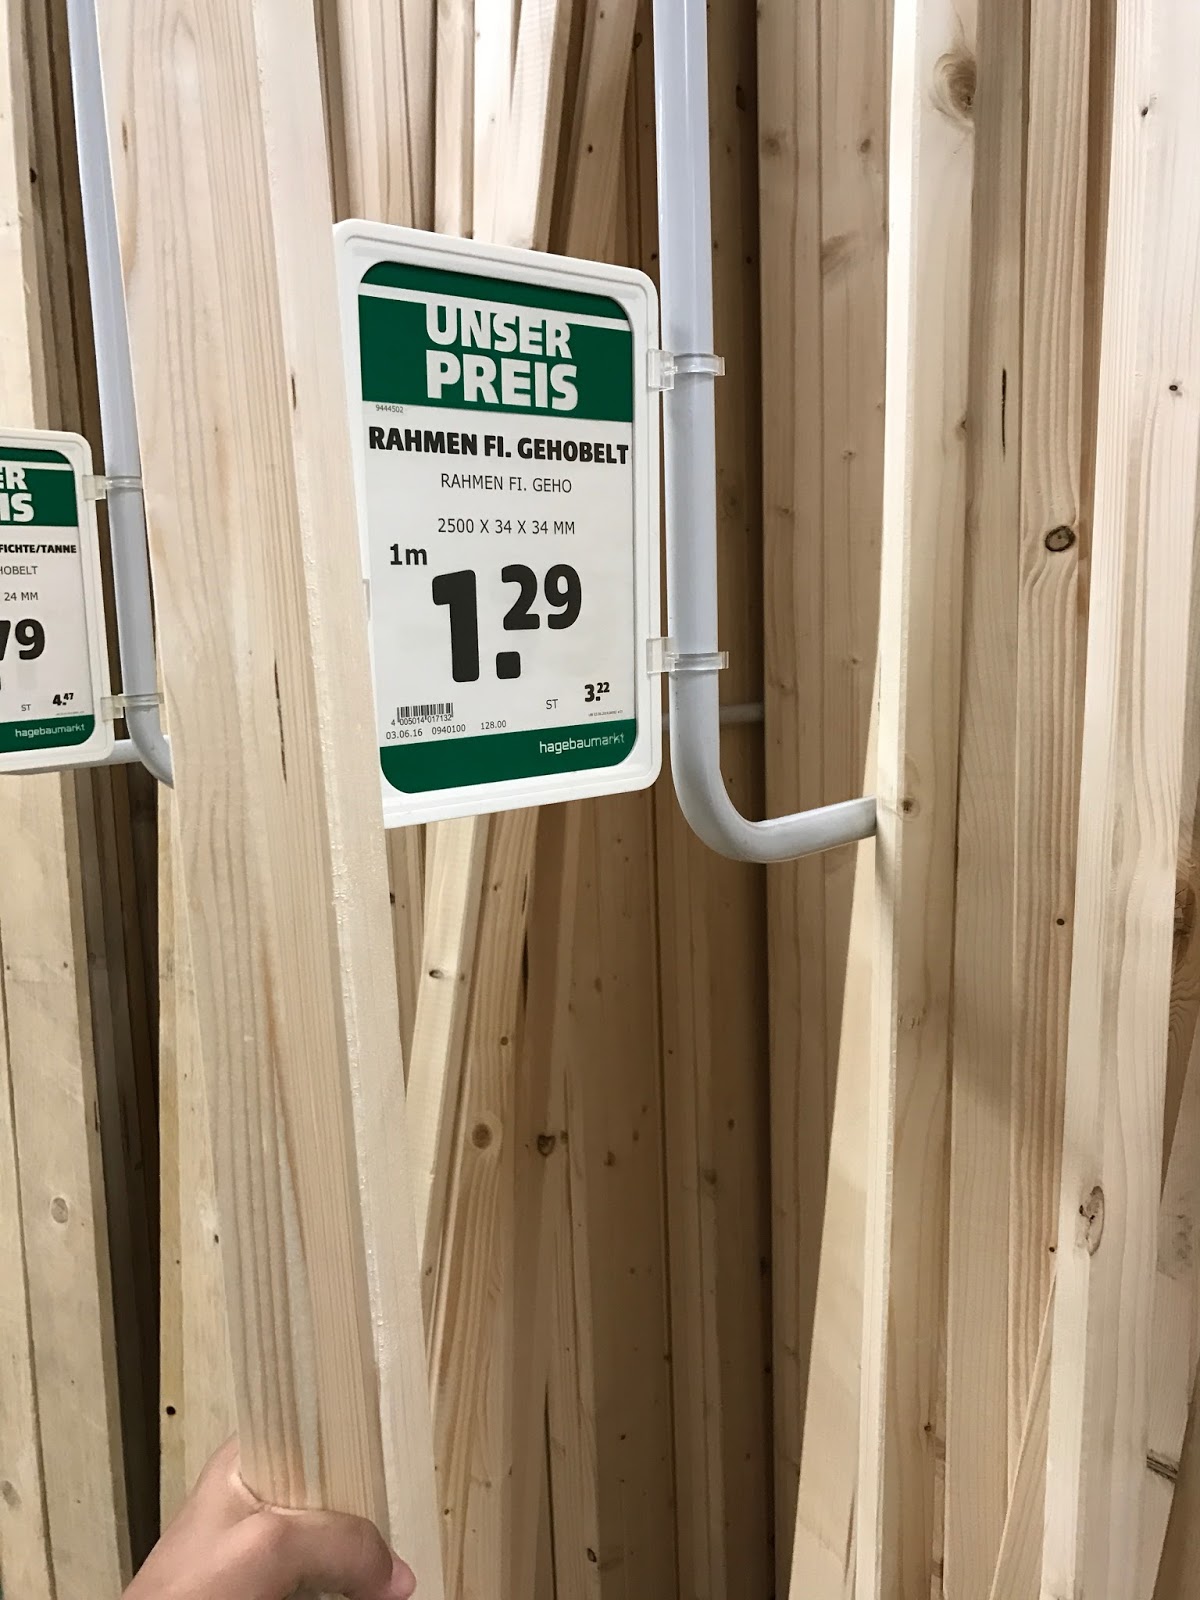 UNSER
PREIS
9444502
RAHMEN FI. GEHOBELT
RAHMEN FI. GEHO
2500 X 34 X 34 MM
1m
1.29
ST 3.22
4 005014 017132
03.06.16 0940100 128.00
hagebaumarkt
ER
IS
FICHTE/TANNE
HOBELT
24 MM
79
ST 4.47
hagebaumarkt